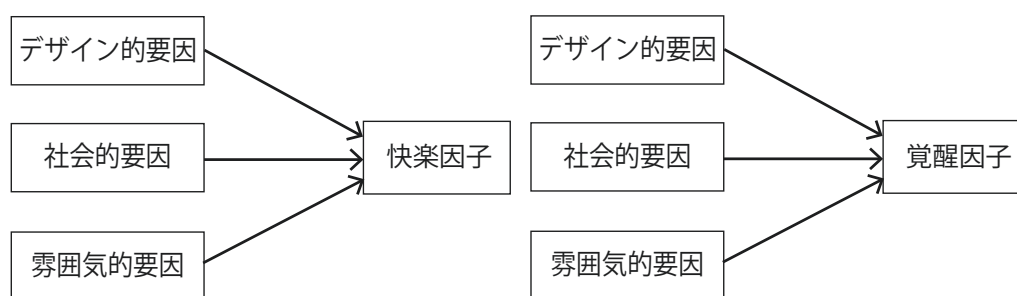 デザイン的要因
社会的要因
快楽因子
雰囲気的要因
デザイン的要因
社会的要因
覚醒因子
雰囲気的要因